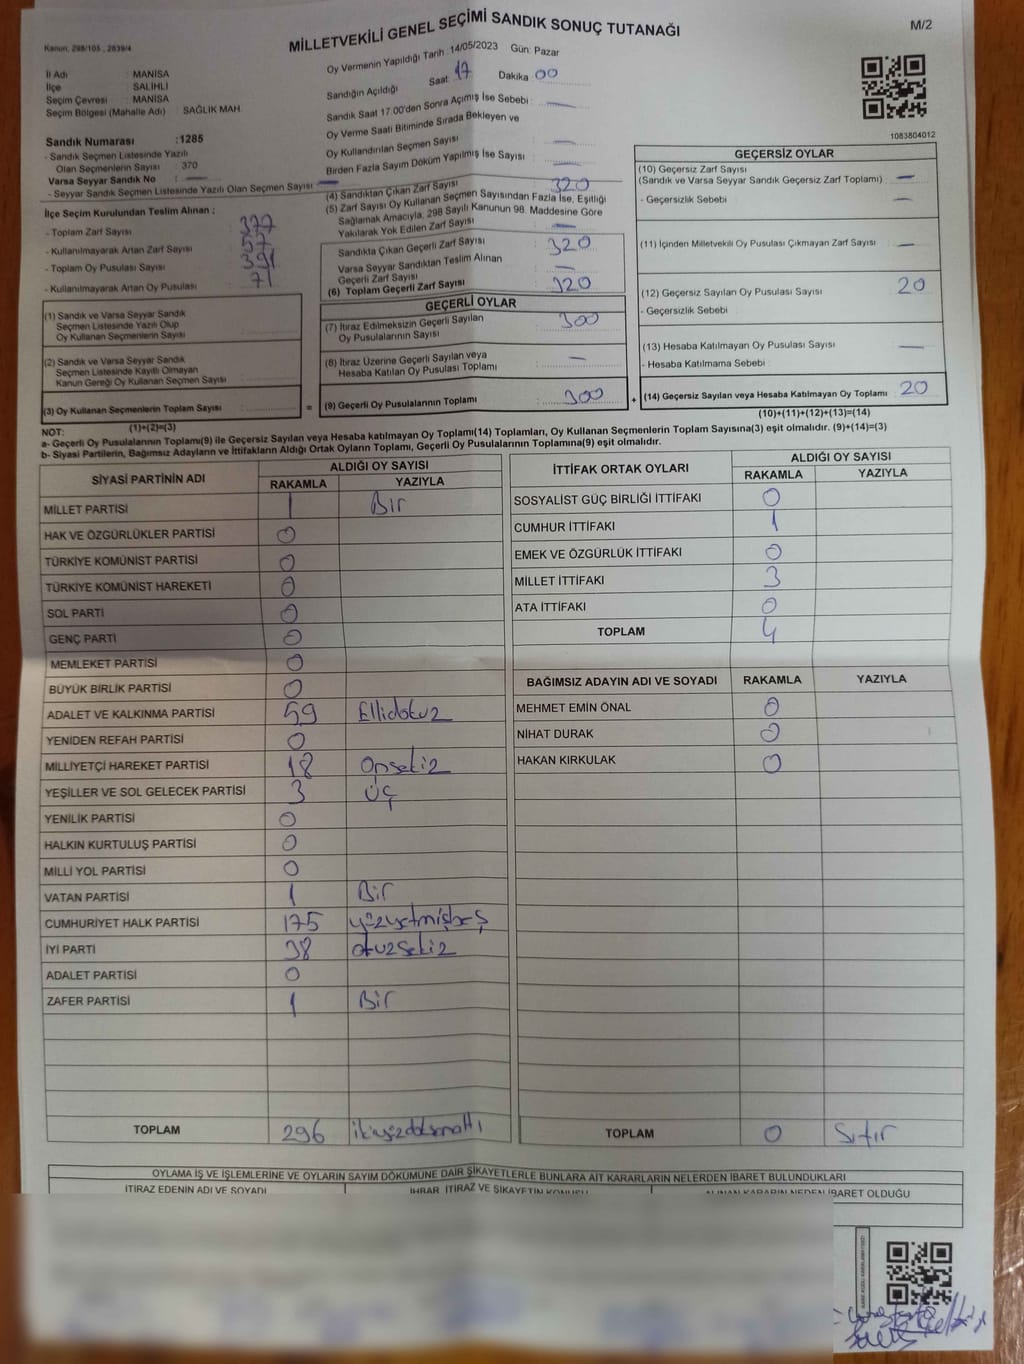 MİLLETVEKİLİ GENEL SEÇİMİ SANDIK SONUÇ TUTANAĞI
M/2
Kanun: 298/105 , 2839/4
İl Adı : MANİSA
İlçe : SALİHLİ
Seçim Çevresi : MANİSA
Seçim Bölgesi (Mahalle Adı) : SAĞLIK MAH.
Sandık Numarası :1285
- Sandık Seçmen Listesinde Yazılı
Olan Seçmenlerin Sayısı : 370
Varsa Seyyar Sandık No : —
- Seyyar Sandık Seçmen Listesinde Yazılı Olan Seçmen Sayısı : —
İlçe Seçim Kurulundan Teslim Alınan ;
- Toplam Zarf Sayısı : 377
- Kullanılmayarak Artan Zarf Sayısı : 57
- Toplam Oy Pusulası Sayısı : 391
- Kullanılmayarak Artan Oy Pusulası : 71
(1) Sandık ve Varsa Seyyar Sandık
Seçmen Listesinde Yazılı Olup
Oy Kullanan Seçmenlerin Sayısı
(2) Sandık ve Varsa Seyyar Sandık
Seçmen Listesinde Kayıtlı Olmayan
Kanun Gereği Oy Kullanan Seçmen Sayısı
(3) Oy Kullanan Seçmenlerin Toplam Sayısı :
(1)+(2)=(3)
Oy Vermenin Yapıldığı Tarih 14/05/2023 Gün: Pazar
Sandığın Açıldığı Saat 17 Dakika 00
Sandık Saat 17.00'den Sonra Açılmış İse Sebebi : —
Oy Verme Saati Bitiminde Sırada Bekleyen ve
Oy Kullandırılan Seçmen Sayısı : —
Birden Fazla Sayım Döküm Yapılmış İse Sayısı : —
(4) Sandıktan Çıkan Zarf Sayısı : 320
(5) Zarf Sayısı Oy Kullanan Seçmen Sayısından Fazla İse, Eşitliği
Sağlamak Amacıyla, 298 Sayılı Kanunun 98. Maddesine Göre
Yakılarak Yok Edilen Zarf Sayısı : —
Sandıkta Çıkan Geçerli Zarf Sayısı : 320
Varsa Seyyar Sandıktan Teslim Alınan
Geçerli Zarf Sayısı : —
(6) Toplam Geçerli Zarf Sayısı : 320
GEÇERLİ OYLAR
(7) İtiraz Edilmeksizin Geçerli Sayılan : 300
Oy Pusulalarının Sayısı
(8) İtiraz Üzerine Geçerli Sayılan veya : —
Hesaba Katılan Oy Pusulası Toplamı
= (9) Geçerli Oy Pusulalarının Toplamı : 300
1083804012
GEÇERSİZ OYLAR
(10) Geçersiz Zarf Sayısı
(Sandık ve Varsa Seyyar Sandık Geçersiz Zarf Toplamı) : —
- Geçersizlik Sebebi : —
(11) İçinden Milletvekili Oy Pusulası Çıkmayan Zarf Sayısı : —
(12) Geçersiz Sayılan Oy Pusulası Sayısı : 20
- Geçersizlik Sebebi :
(13) Hesaba Katılmayan Oy Pusulası Sayısı : —
- Hesaba Katılmama Sebebi :
+ (14) Geçersiz Sayılan veya Hesaba Katılmayan Oy Toplamı : 20
(10)+(11)+(12)+(13)=(14)
NOT:
a- Geçerli Oy Pusulalarının Toplamı(9) ile Geçersiz Sayılan veya Hesaba katılmayan Oy Toplamı(14) Toplamları, Oy Kullanan Seçmenlerin Toplam Sayısına(3) eşit olmalıdır. (9)+(14)=(3)
b- Siyasi Partilerin, Bağımsız Adayların ve İttifakların Aldığı Ortak Oyların Toplamı, Geçerli Oy Pusulalarının Toplamına(9) eşit olmalıdır.
SİYASİ PARTİNİN ADI ALDIĞI OY SAYISI
RAKAMLA YAZIYLA
MİLLET PARTİSİ 1 Bir
HAK VE ÖZGÜRLÜKLER PARTİSİ 0
TÜRKİYE KOMÜNİST PARTİSİ 0
TÜRKİYE KOMÜNİST HAREKETİ 0
SOL PARTİ 0
GENÇ PARTİ 0
MEMLEKET PARTİSİ 0
BÜYÜK BİRLİK PARTİSİ 0
ADALET VE KALKINMA PARTİSİ 59 Ellidokuz
YENİDEN REFAH PARTİSİ 0
MİLLİYETÇİ HAREKET PARTİSİ 18 Onsekiz
YEŞİLLER VE SOL GELECEK PARTİSİ 3 Üç
YENİLİK PARTİSİ 0
HALKIN KURTULUŞ PARTİSİ 0
MİLLİ YOL PARTİSİ 0
VATAN PARTİSİ 1 Bir
CUMHURİYET HALK PARTİSİ 175 yüzyetmişbeş
İYİ PARTİ 38 otuzsekiz
ADALET PARTİSİ 0
ZAFER PARTİSİ 1 Bir
TOPLAM 296 ikiyüzdoksanaltı
İTTİFAK ORTAK OYLARI ALDIĞI OY SAYISI
RAKAMLA YAZIYLA
SOSYALİST GÜÇ BİRLİĞİ İTTİFAKI 0
CUMHUR İTTİFAKI 1
EMEK VE ÖZGÜRLÜK İTTİFAKI 0
MİLLET İTTİFAKI 3
ATA İTTİFAKI 0
TOPLAM 4
BAĞIMSIZ ADAYIN ADI VE SOYADI RAKAMLA YAZIYLA
MEHMET EMİN ÖNAL 0
NİHAT DURAK 0
HAKAN KIRKULAK 0
TOPLAM 0 Sıfır
OYLAMA İŞ VE İŞLEMLERİNE VE OYLARIN SAYIM DÖKÜMÜNE DAİR ŞİKAYETLERLE BUNLARA AİT KARARLARIN NELERDEN İBARET BULUNDUKLARI
İTİRAZ EDENİN ADI VE SOYADI İHBAR, İTİRAZ VE ŞİKAYETİN KONUSU ALINAN KARARIN NEDEN İBARET OLDUĞU